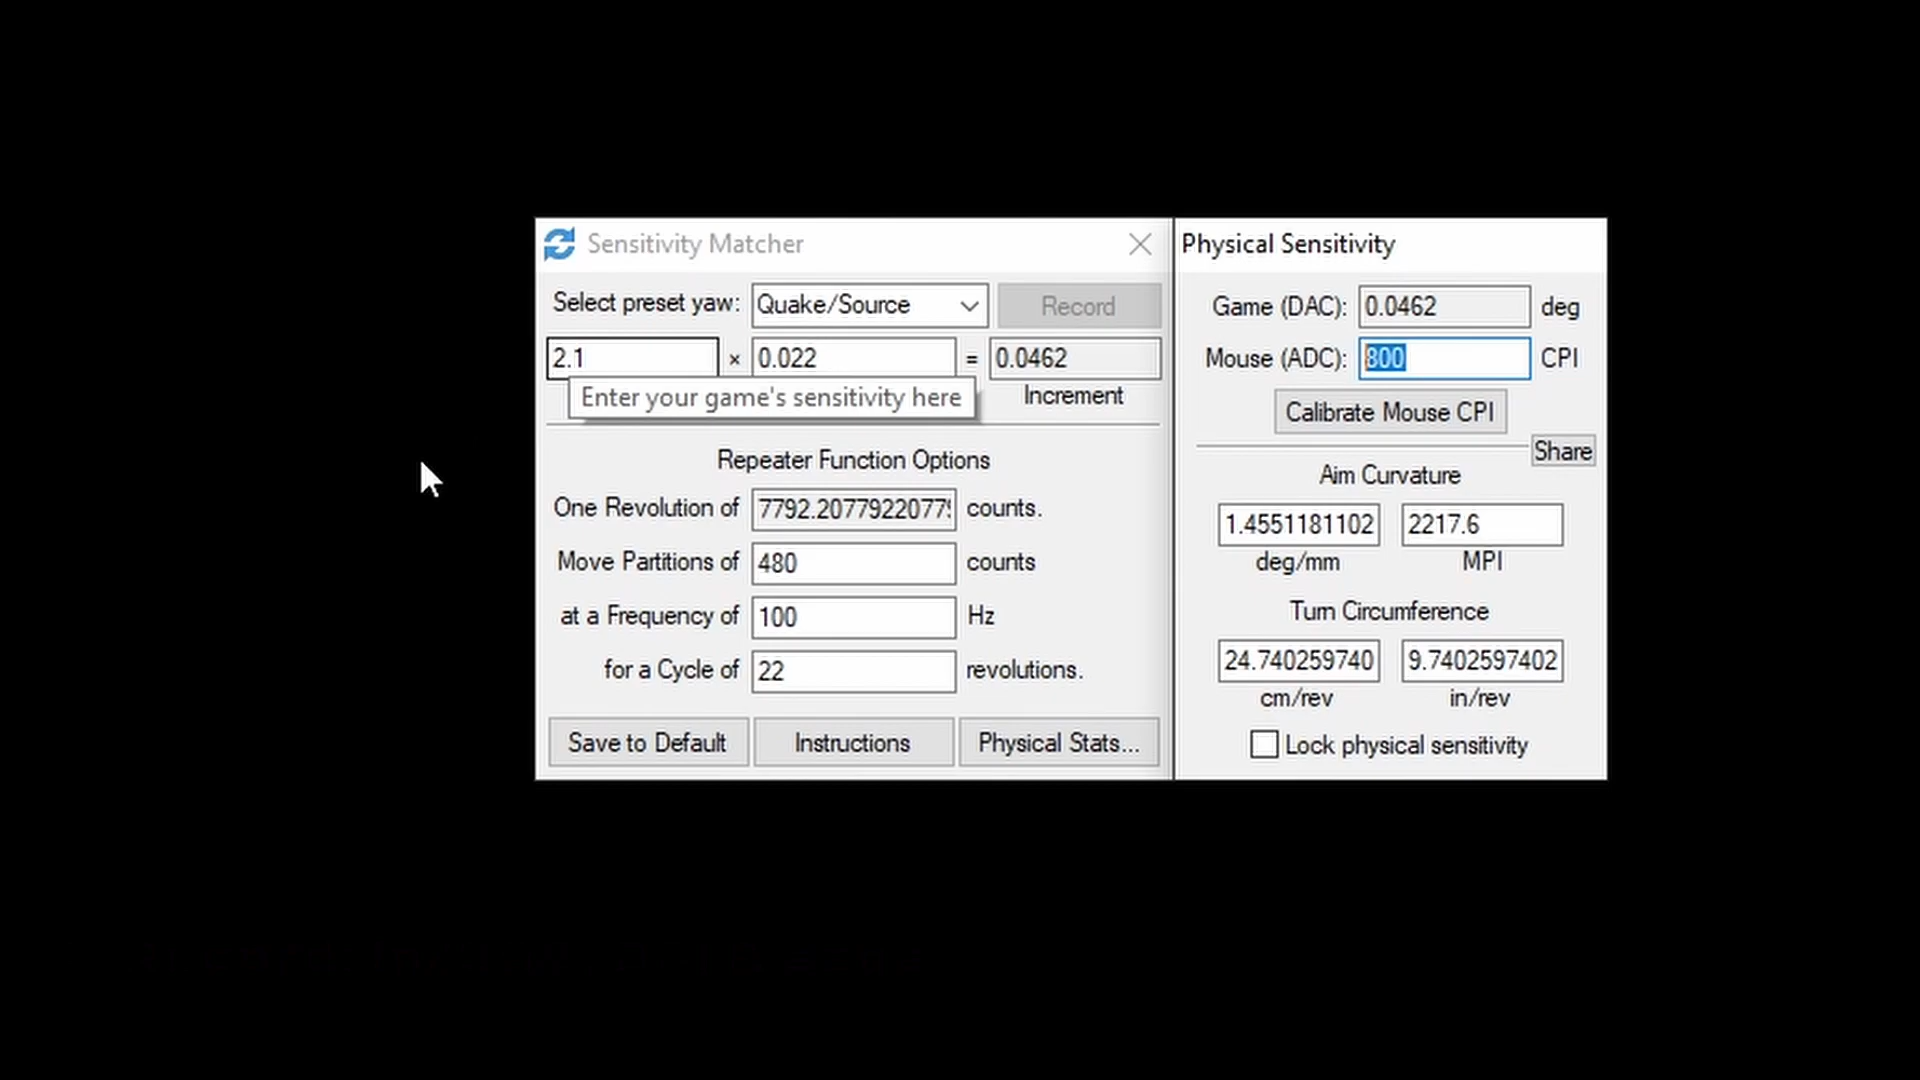 Sensitivity Matcher
Select preset yaw: Quake/Source Record
2.1 × 0.022 = 0.0462
Enter your game's sensitivity here
Increment
Repeater Function Options
One Revolution of 7792.2077922077 counts.
Move Partitions of 480 counts
at a Frequency of 100 Hz
for a Cycle of 22 revolutions.
Save to Default Instructions Physical Stats...
Physical Sensitivity
Game (DAC): 0.0462 deg
Mouse (ADC): 800 CPI
Calibrate Mouse CPI
Share
Aim Curvature
1.4551181102 2217.6
deg/mm MPI
Turn Circumference
24.740259740 9.7402597402
cm/rev in/rev
Lock physical sensitivity